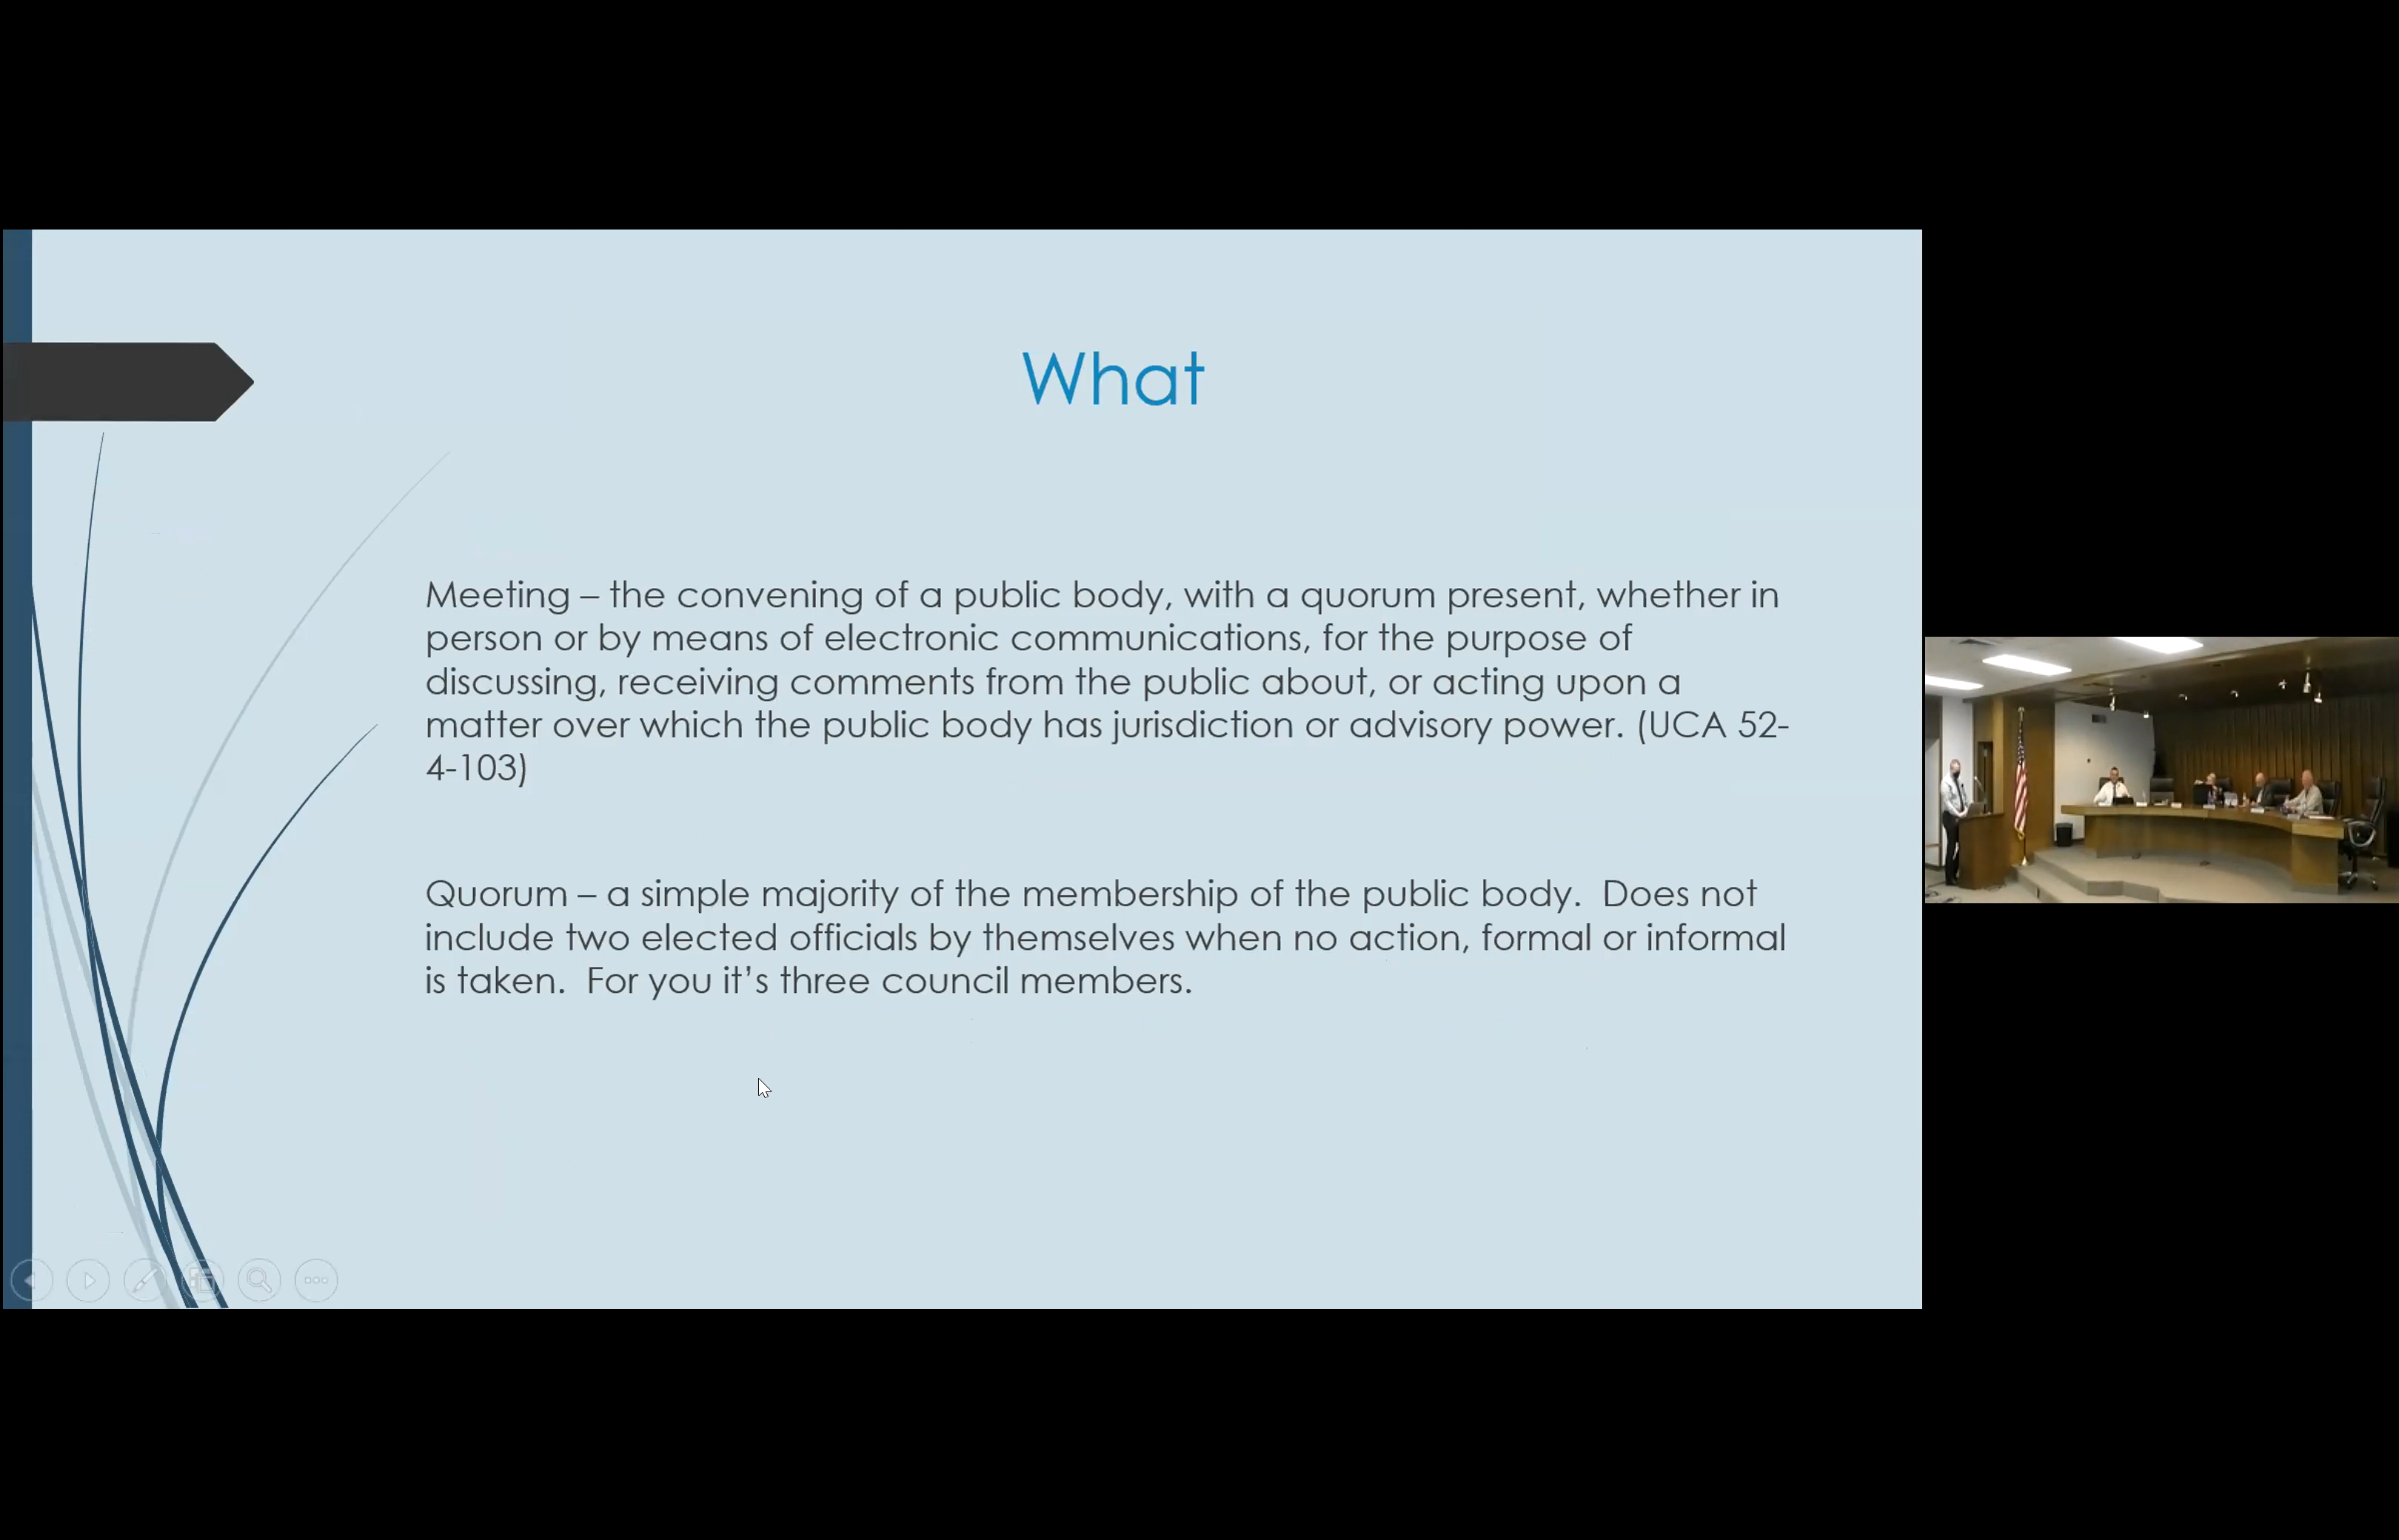 What
Meeting – the convening of a public body, with a quorum present, whether in
person or by means of electronic communications, for the purpose of
discussing, receiving comments from the public about, or acting upon a
matter over which the public body has jurisdiction or advisory power. (UCA 52-
4-103)
Quorum – a simple majority of the membership of the public body.  Does not
include two elected officials by themselves when no action, formal or informal
is taken.  For you it’s three council members.